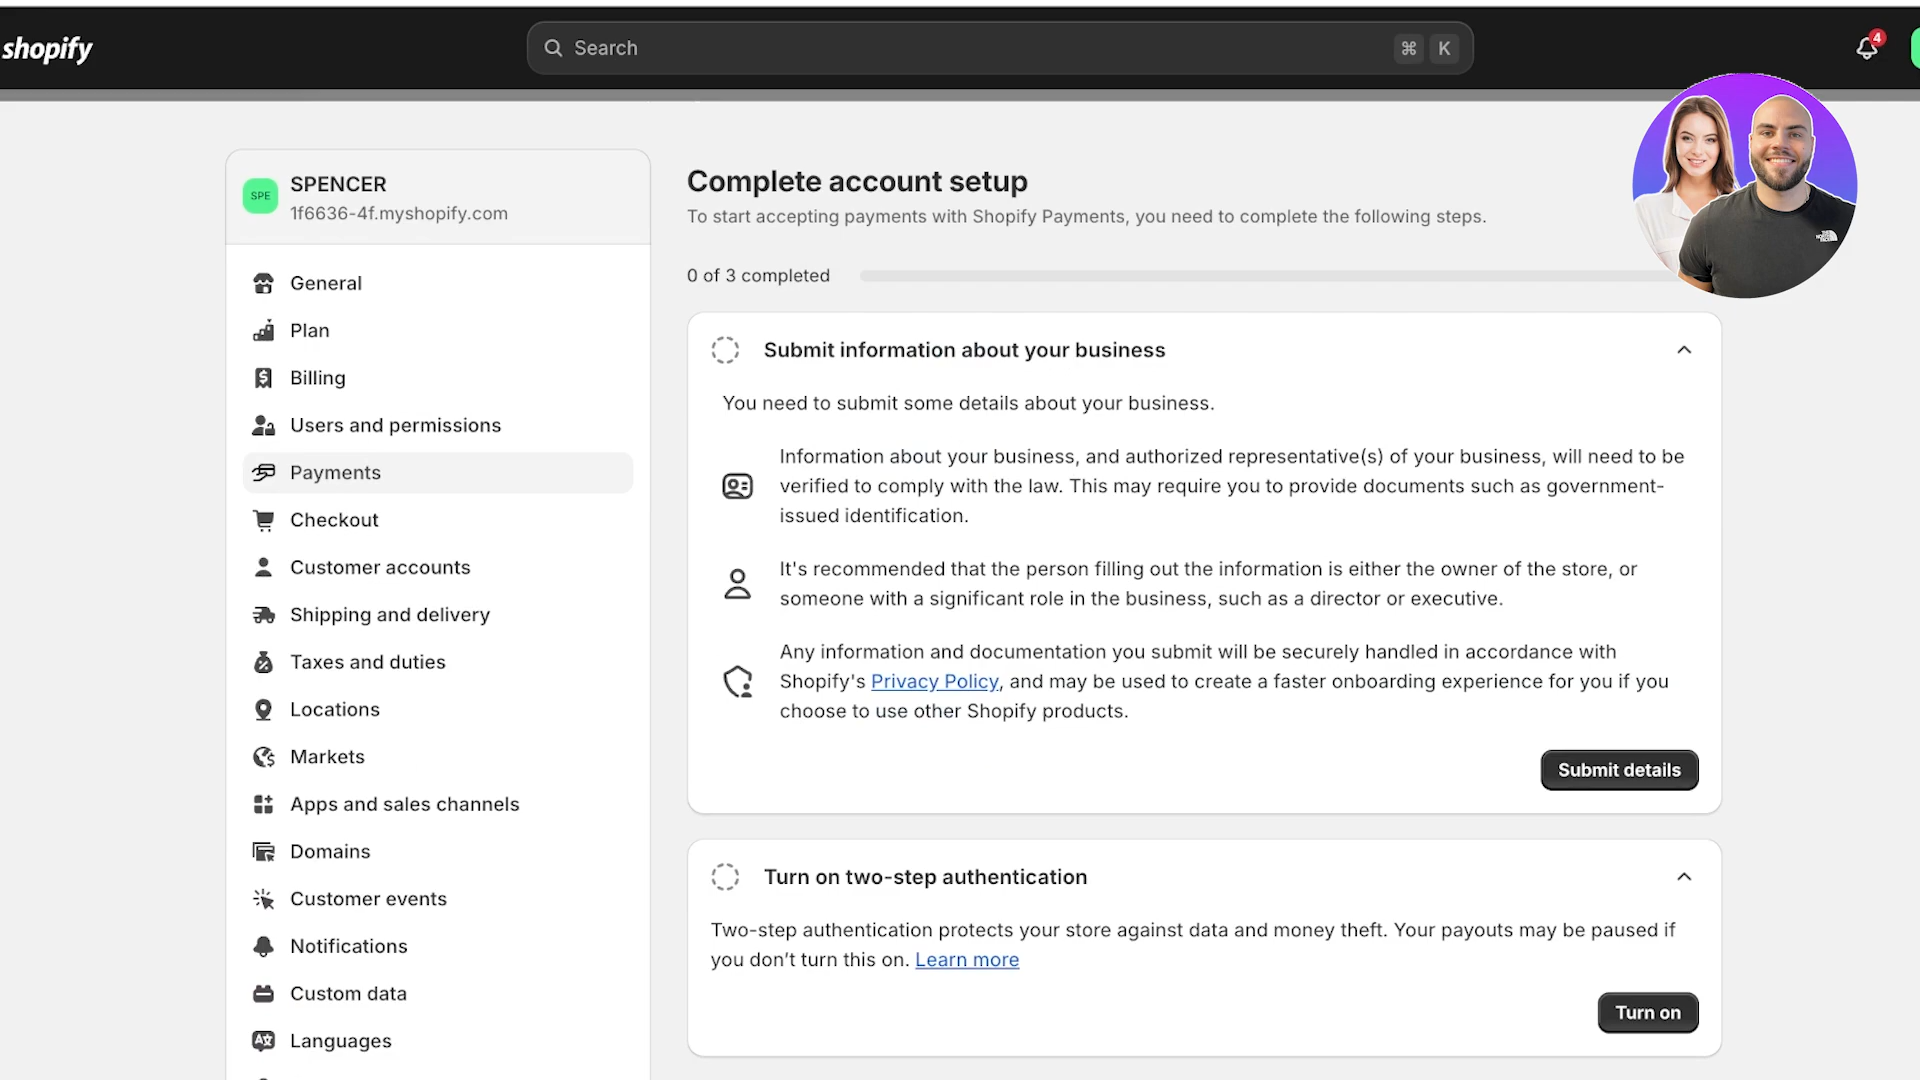 shopify
Search
⌘ K
4
SPE
SPENCER
1f6636-4f.myshopify.com
General
Plan
Billing
Users and permissions
Payments
Checkout
Customer accounts
Shipping and delivery
Taxes and duties
Locations
Markets
Apps and sales channels
Domains
Customer events
Notifications
Custom data
Languages
Complete account setup
To start accepting payments with Shopify Payments, you need to complete the following steps.
0 of 3 completed
Submit information about your business
You need to submit some details about your business.
Information about your business, and authorized representative(s) of your business, will need to be
verified to comply with the law. This may require you to provide documents such as government-
issued identification.
It's recommended that the person filling out the information is either the owner of the store, or
someone with a significant role in the business, such as a director or executive.
Any information and documentation you submit will be securely handled in accordance with
Shopify's Privacy Policy, and may be used to create a faster onboarding experience for you if you
choose to use other Shopify products.
Submit details
Turn on two-step authentication
Two-step authentication protects your store against data and money theft. Your payouts may be paused if
you don’t turn this on. Learn more
Turn on